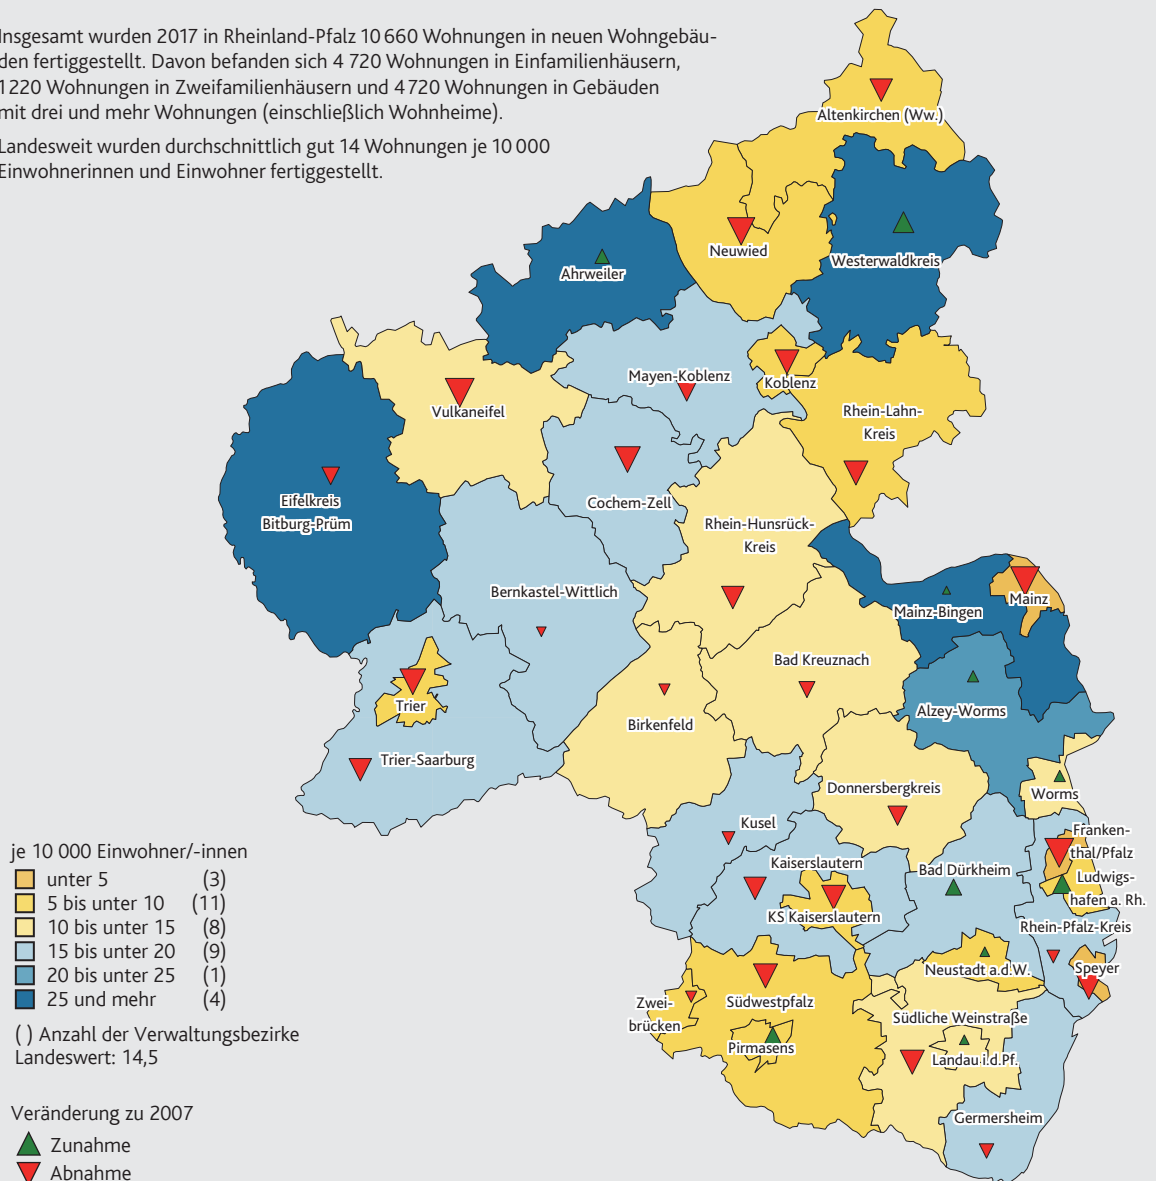 Insgesamt wurden 2017 in Rheinland-Pfalz 10 660 Wohnungen in neuen Wohngebäu-
den fertiggestellt. Davon befanden sich 4 720 Wohnungen in Einfamilienhäusern,
1 220 Wohnungen in Zweifamilienhäusern und 4 720 Wohnungen in Gebäuden
mit drei und mehr Wohnungen (einschließlich Wohnheime).
Landesweit wurden durchschnittlich gut 14 Wohnungen je 10 000
Einwohnerinnen und Einwohner fertiggestellt.
Altenkirchen (Ww.)
Neuwied
Westerwaldkreis
Ahrweiler
Mayen-Koblenz
Koblenz
Vulkaneifel
Rhein-Lahn-
Kreis
Eifelkreis
Bitburg-Prüm
Cochem-Zell
Rhein-Hunsrück-
Kreis
Bernkastel-Wittlich
Mainz
Mainz-Bingen
Bad Kreuznach
Trier
Birkenfeld
Alzey-Worms
Trier-Saarburg
Donnersbergkreis
Worms
Kusel
Franken-
thal/Pfalz
Kaiserslautern
Bad Dürkheim
Ludwigs-
hafen a. Rh.
KS Kaiserslautern
Rhein-Pfalz-Kreis
Neustadt a.d.W.
Speyer
Zwei-
brücken
Südwestpfalz
Südliche Weinstraße
Pirmasens
Landau i.d.Pf.
Germersheim
je 10 000 Einwohner/-innen
unter 5 (3)
5 bis unter 10 (11)
10 bis unter 15 (8)
15 bis unter 20 (9)
20 bis unter 25 (1)
25 und mehr (4)
( ) Anzahl der Verwaltungsbezirke
Landeswert: 14,5
Veränderung zu 2007
Zunahme
Abnahme